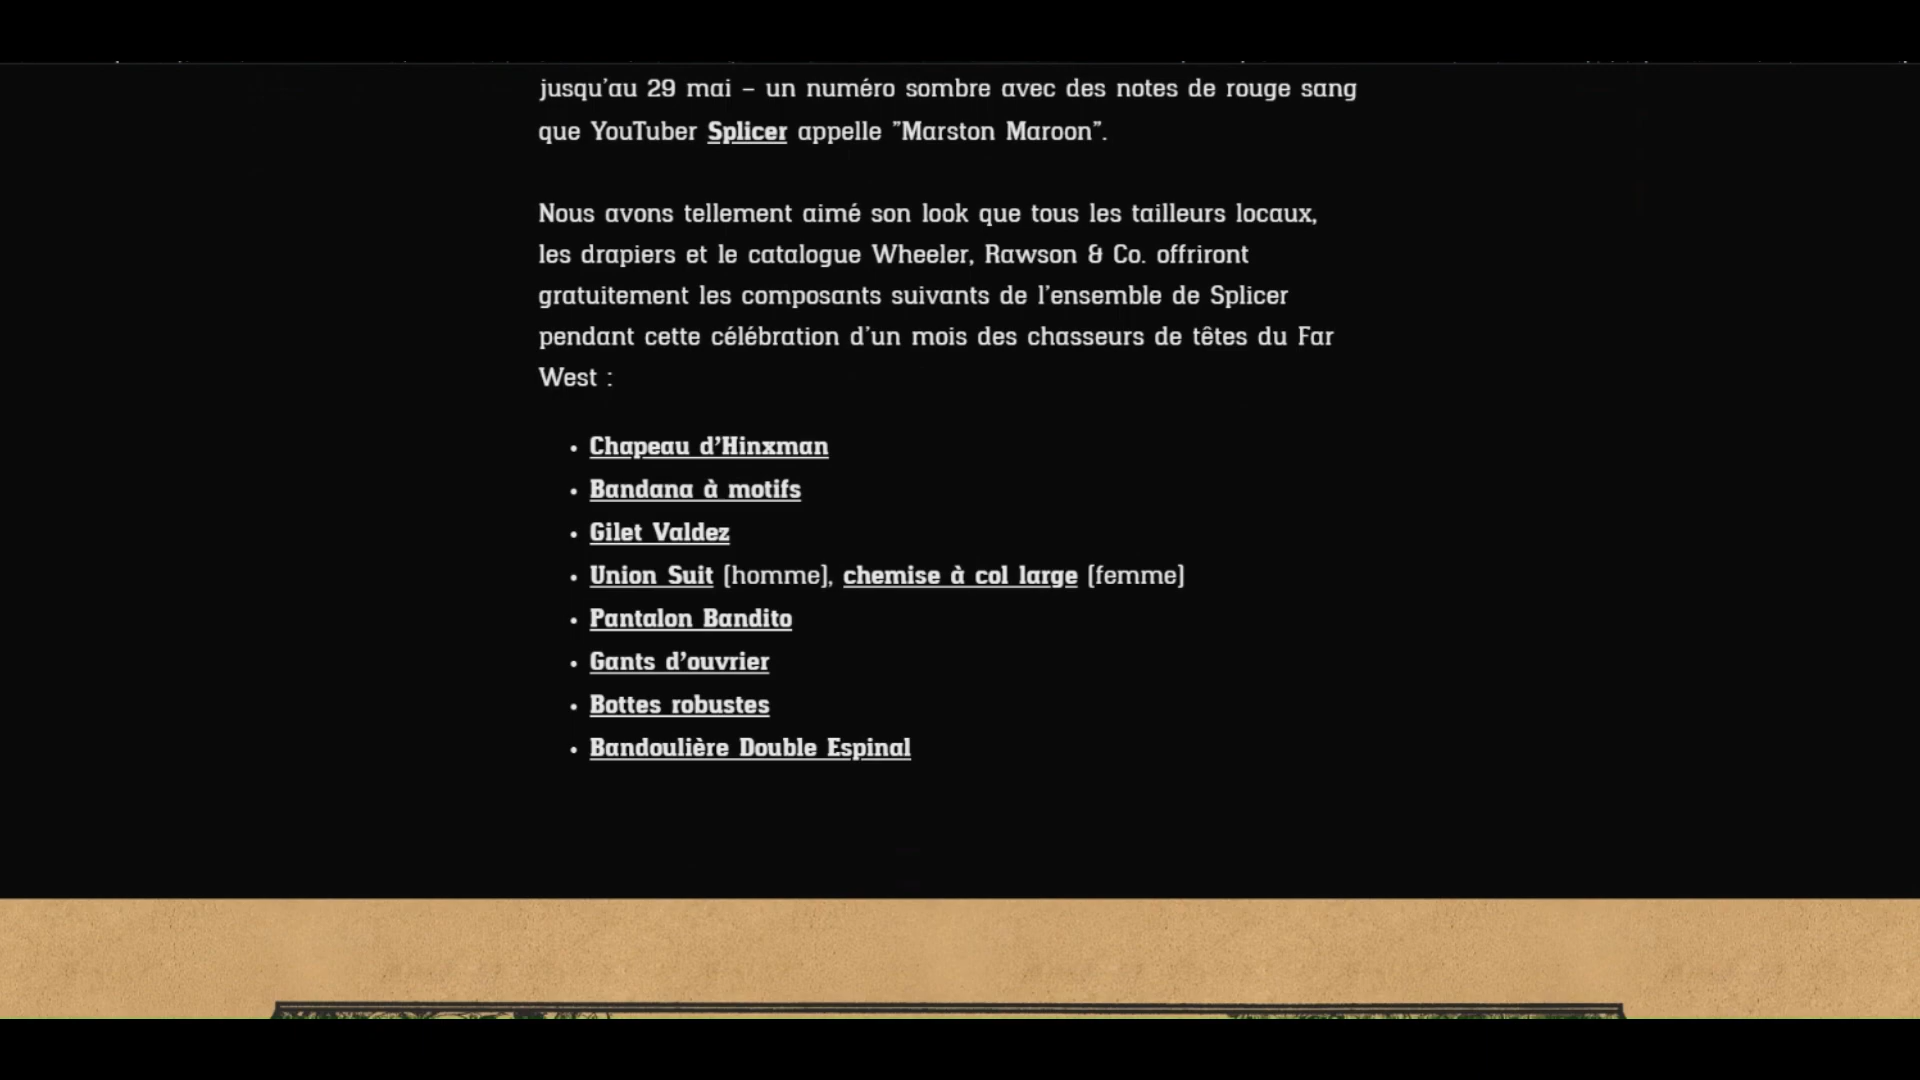 jusqu'au 29 mai – un numéro sombre avec des notes de rouge sang
que YouTuber Splicer appelle "Marston Maroon".
Nous avons tellement aimé son look que tous les tailleurs locaux,
les drapiers et le catalogue Wheeler, Rawson & Co. offriront
gratuitement les composants suivants de l'ensemble de Splicer
pendant cette célébration d'un mois des chasseurs de têtes du Far
West :
• Chapeau d'Hinxman
• Bandana à motifs
• Gilet Valdez
• Union Suit (homme), chemise à col large (femme)
• Pantalon Bandito
• Gants d'ouvrier
• Bottes robustes
• Bandoulière Double Espinal